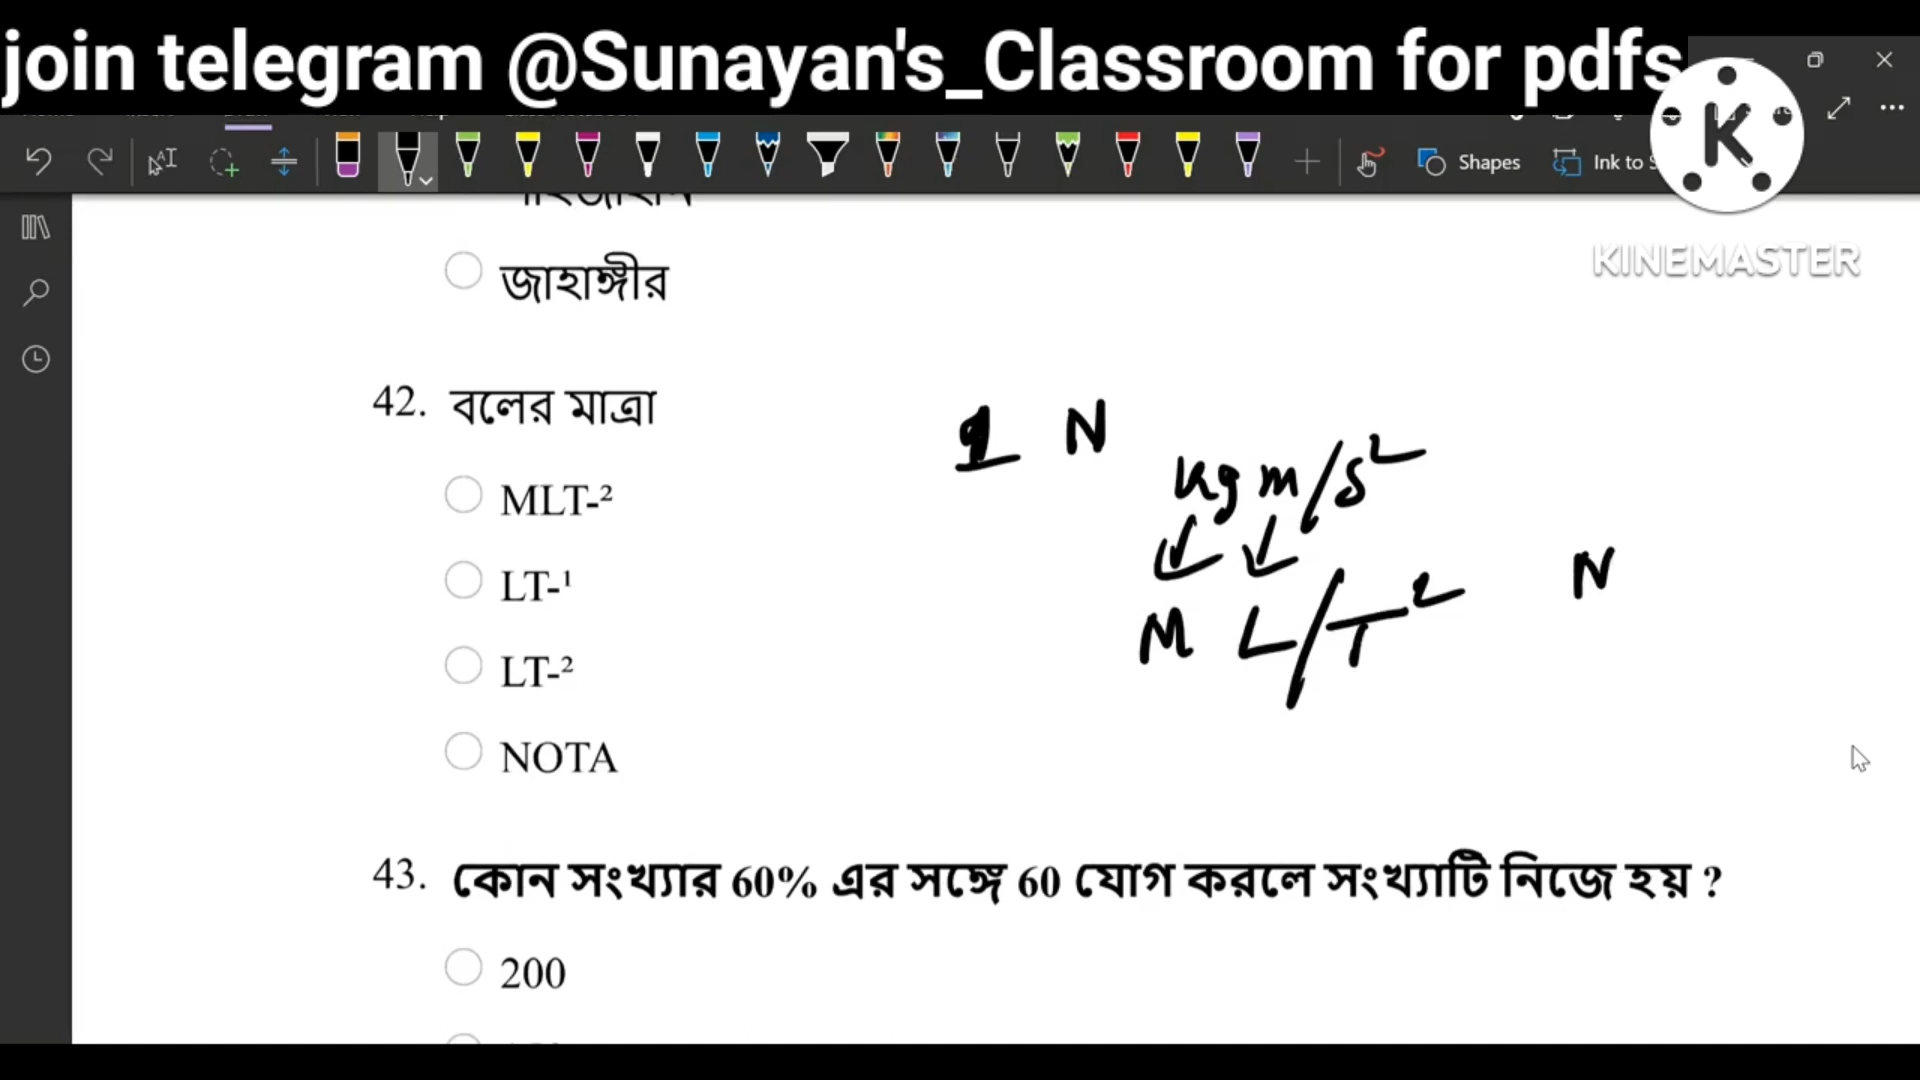 join telegram @Sunayan's_Classroom for pdfs
Shapes
Ink to S
K
KINEMASTER
জাহাঙ্গীর
42. বলের মাত্রা
1 N
kg m/s²
MLT-²
LT-¹
M L/T² N
LT-²
NOTA
43. কোন সংখ্যার 60% এর সঙ্গে 60 যোগ করলে সংখ্যাটি নিজে হয় ?
200